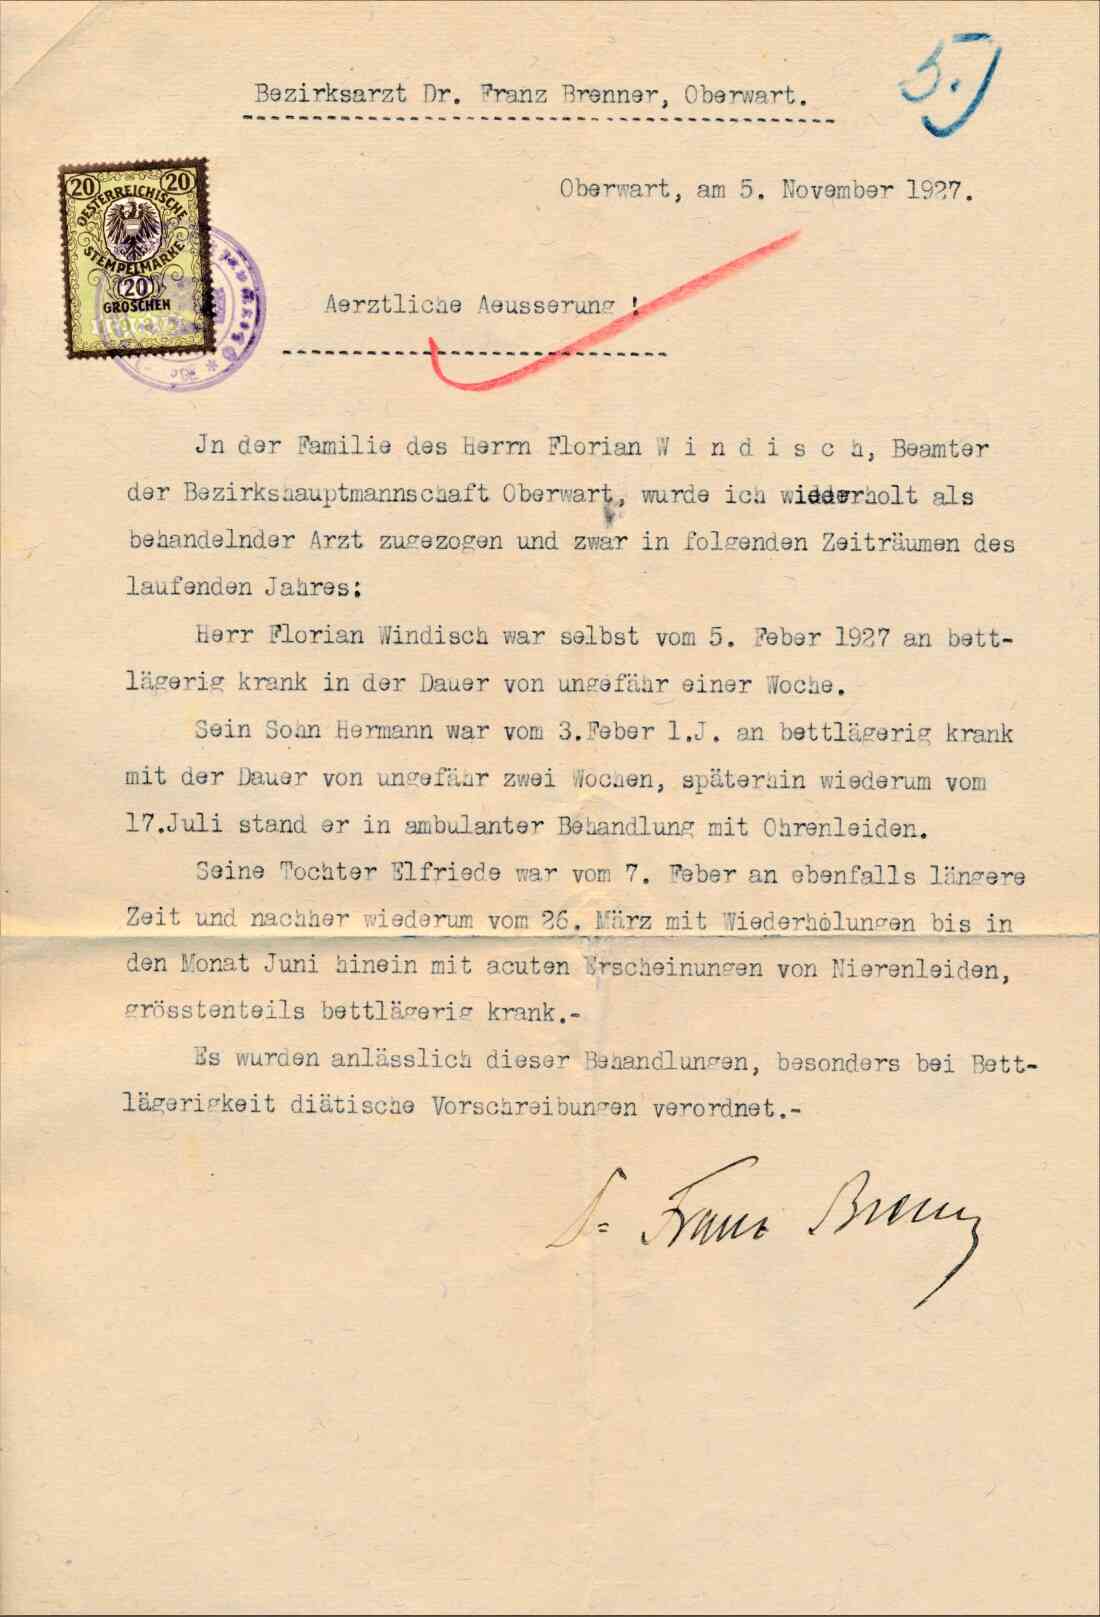 5.)
Bezirksarzt Dr. Franz Brenner, Oberwart.
Oberwart, am 5. November 1927.
20 20
OESTERREICHISCHE
STEMPELMARKE
20
GROSCHEN
Aerztliche Aeusserung !
Jn der Familie des Herrn Florian W i n d i s c h, Beamter
der Bezirkshauptmannschaft Oberwart, wurde ich wiederholt als
behandelnder Arzt zugezogen und zwar in folgenden Zeiträumen des
laufenden Jahres:
Herr Florian Windisch war selbst vom 5. Feber 1927 an bett-
lägerig krank in der Dauer von ungefähr einer Woche.
Sein Sohn Hermann war vom 3.Feber l.J. an bettlägerig krank
mit der Dauer von ungefähr zwei Wochen, späterhin wiederum vom
17.Juli stand er in ambulanter Behandlung mit Ohrenleiden.
Seine Tochter Elfriede war vom 7. Feber an ebenfalls längere
Zeit und nachher wiederum vom 26. März mit Wiederholungen bis in
den Monat Juni hinein mit acuten Erscheinungen von Nierenleiden,
grösstenteils bettlägerig krank.-
Es wurden anlässlich dieser Behandlungen, besonders bei Bett-
lägerigkeit diätische Vorschreibungen verordnet.-
Dr Franz Brenner